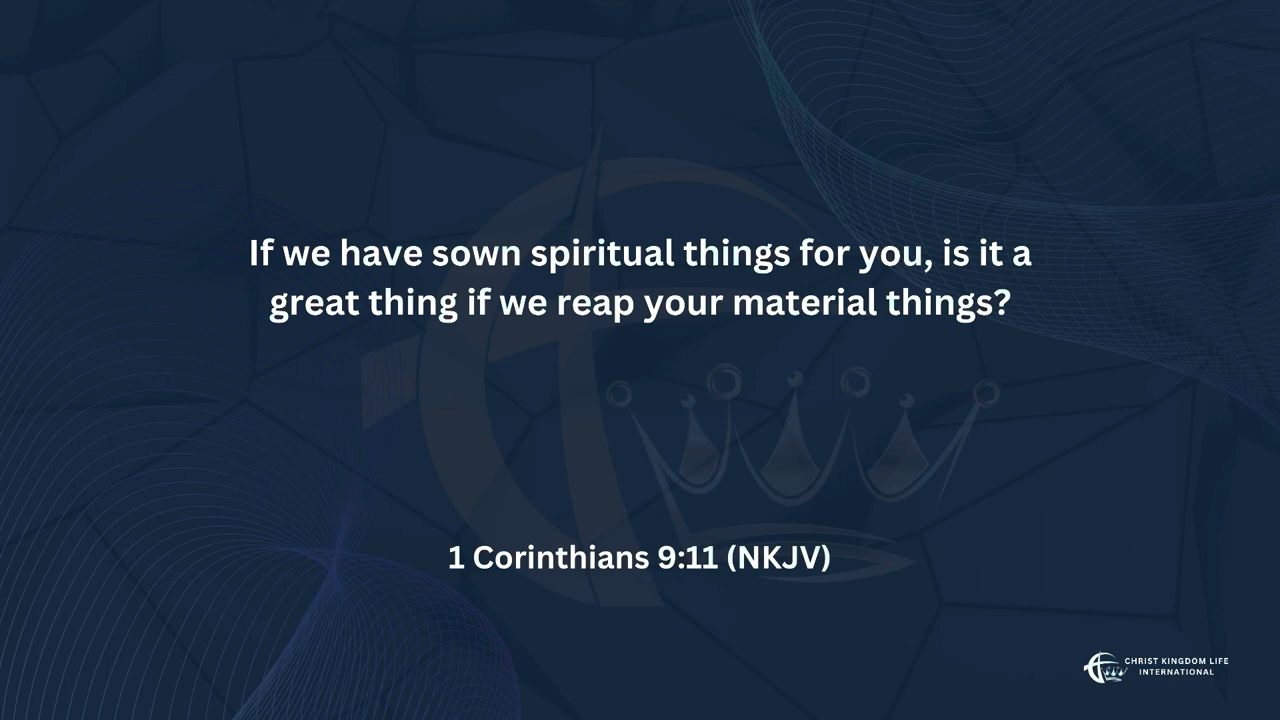 If we have sown spiritual things for you, is it a
great thing if we reap your material things?
1 Corinthians 9:11 (NKJV)
CHRIST KINGDOM LIFE
INTERNATIONAL